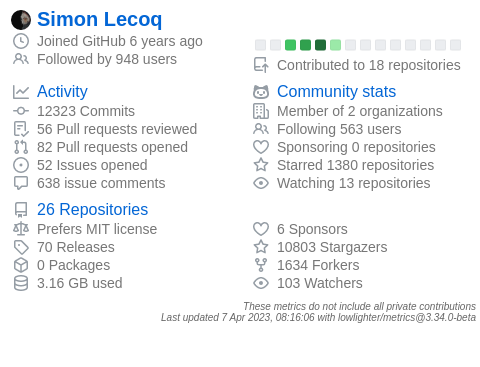 Simon Lecoq
Joined GitHub 6 years ago
Followed by 948 users
Contributed to 18 repositories
Activity
12323 Commits
56 Pull requests reviewed
82 Pull requests opened
52 Issues opened
638 issue comments
Community stats
Member of 2 organizations
Following 563 users
Sponsoring 0 repositories
Starred 1380 repositories
Watching 13 repositories
26 Repositories
Prefers MIT license
70 Releases
0 Packages
3.16 GB used
6 Sponsors
10803 Stargazers
1634 Forkers
103 Watchers
These metrics do not include all private contributions
Last updated 7 Apr 2023, 08:16:06 with lowlighter/metrics@3.34.0-beta